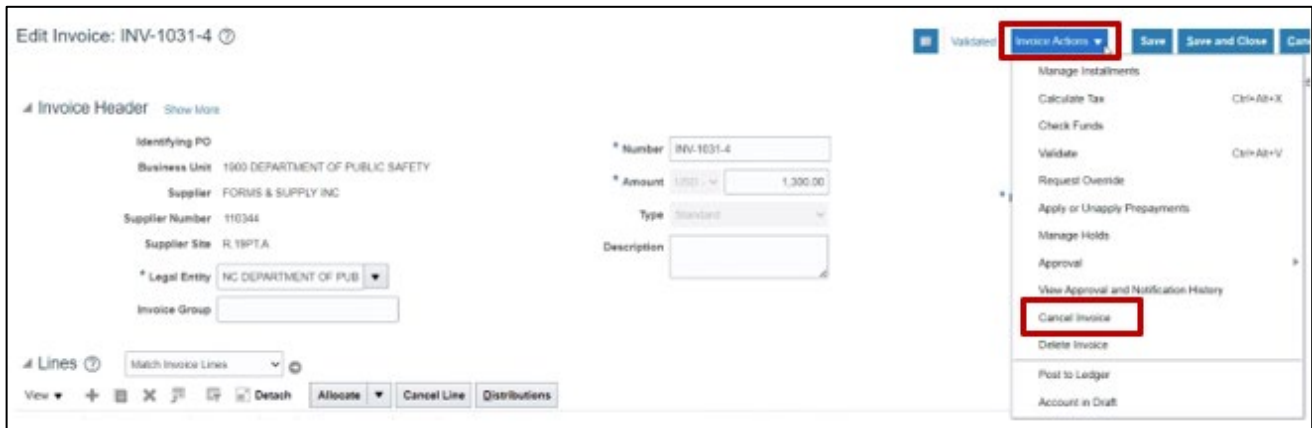 Edit Invoice: INV-1031-4
Validated Invoice Actions Save Save and Close Can
Manage Installments
Calculate Tax Ctrl+Alt+X
Check Funds
Validate Ctrl+Alt+V
Request Override
Apply or Unapply Prepayments
Manage Holds
Approval
View Approval and Notification History
Cancel Invoice
Delete Invoice
Post to Ledger
Account in Draft
Invoice Header Show More
Identifying PO
Business Unit 1900 DEPARTMENT OF PUBLIC SAFETY
Supplier FORMS & SUPPLY INC
Supplier Number 110344
Supplier Site R.19PT.A
* Legal Entity NC DEPARTMENT OF PUB
Invoice Group
* Number INV-1031-4
* Amount USD - 1,300.00
Type Standard
Description
Lines Match Invoice Lines
View Detach Allocate Cancel Line Distributions